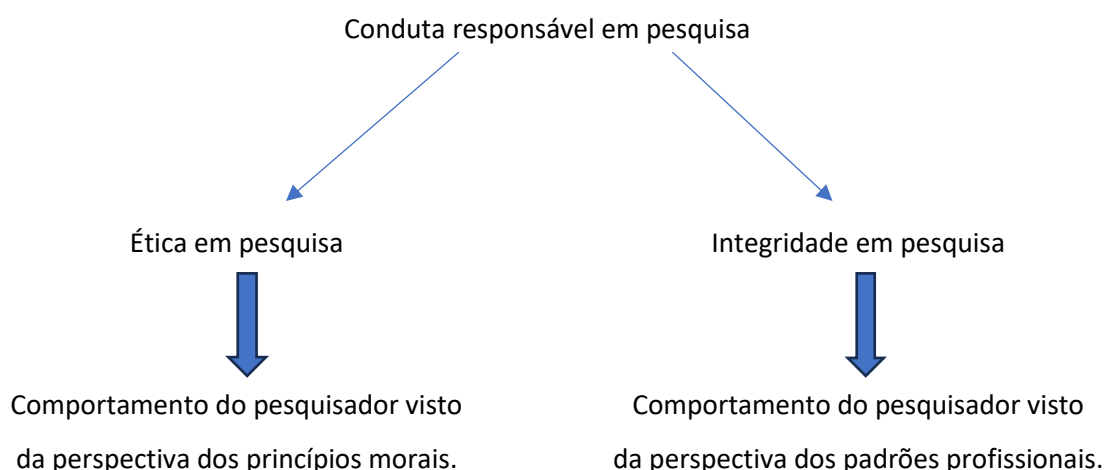 Conduta responsável em pesquisa
Ética em pesquisa
Integridade em pesquisa
Comportamento do pesquisador visto
da perspectiva dos princípios morais.
Comportamento do pesquisador visto
da perspectiva dos padrões profissionais.